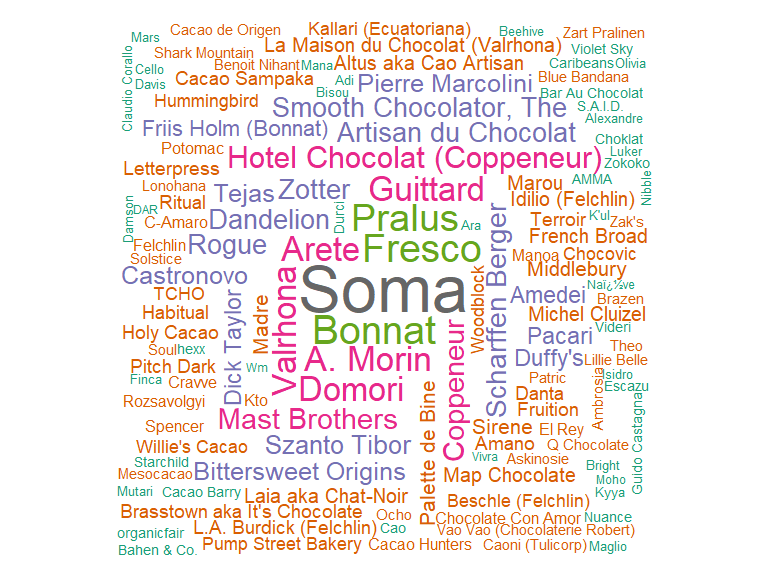 Mars
Cacao de Origen
Kallari (Ecuatoriana)
Beehive
Zart Pralinen
Shark Mountain
La Maison du Chocolat (Valrhona)
Violet Sky
Claudio Corallo
Cello
Benoit Nihant
Mana
Altus aka Cao Artisan
Caribeans
Olivia
Davis
Cacao Sampaka
Adi
Pierre Marcolini
Blue Bandana
Bisou
Bar Au Chocolat
Hummingbird
Smooth Chocolator, The
S.A.I.D.
Alexandre
Friis Holm (Bonnat)
Artisan du Chocolat
Choklat
Potomac
Hotel Chocolat (Coppeneur)
Luker
Zokoko
Letterpress
Lonohana
Tejas
Zotter
Guittard
Marou
AMMA
Nibble
Damson
DAR
Ritual
Durci
Idilio (Felchlin)
C-Amaro
Dandelion
Pralus
Ara
Terroir
K'ul
Zak's
Felchlin
Rogue
Arete
Fresco
Scharffen Berger
French Broad
Solstice
Manoa
Chocovic
Castronovo
Valrhona
Soma
Woodblock
Middlebury
TCHO
Amedei
Naï¿½ve
Brazen
Habitual
Dick Taylor
Madre
Bonnat
Michel Cluizel
Holy Cacao
Pacari
Videri
Soul
hexx
A. Morin
Coppeneur
Duffy's
Theo
Lillie Belle
Pitch Dark
Wm
Finca
Cravve
Domori
Patric
Isidro
Escazu
Rozsavolgyi
Kto
Palette de Bine
Danta
Ambrosia
Mast Brothers
Fruition
Guido Castagna
Spencer
Sirene
El Rey
Willie's Cacao
Szanto Tibor
Amano
Q Chocolate
Starchild
Vivra
Askinosie
Mesocacao
Bittersweet Origins
Map Chocolate
Bright
Moho
Mutari
Cacao Barry
Laia aka Chat-Noir
Beschle (Felchlin)
Kyya
Brasstown aka It's Chocolate
Ocho
Chocolate Con Amor
Nuance
organicfair
L.A. Burdick (Felchlin)
Cao
Vao Vao (Chocolaterie Robert)
Bahen & Co.
Pump Street Bakery
Cacao Hunters
Caoni (Tulicorp)
Maglio